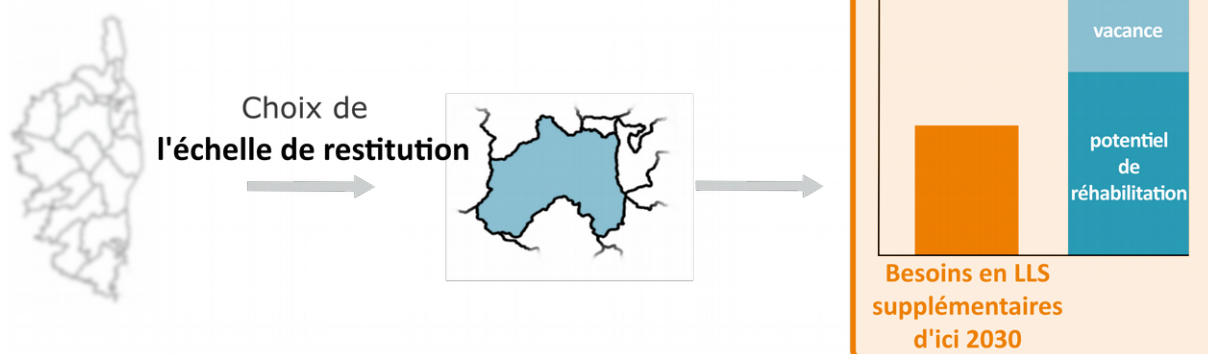 Choix de
l'échelle de restitution
vacance
potentiel
de
réhabilitation
Besoins en LLS
supplémentaires
d'ici 2030